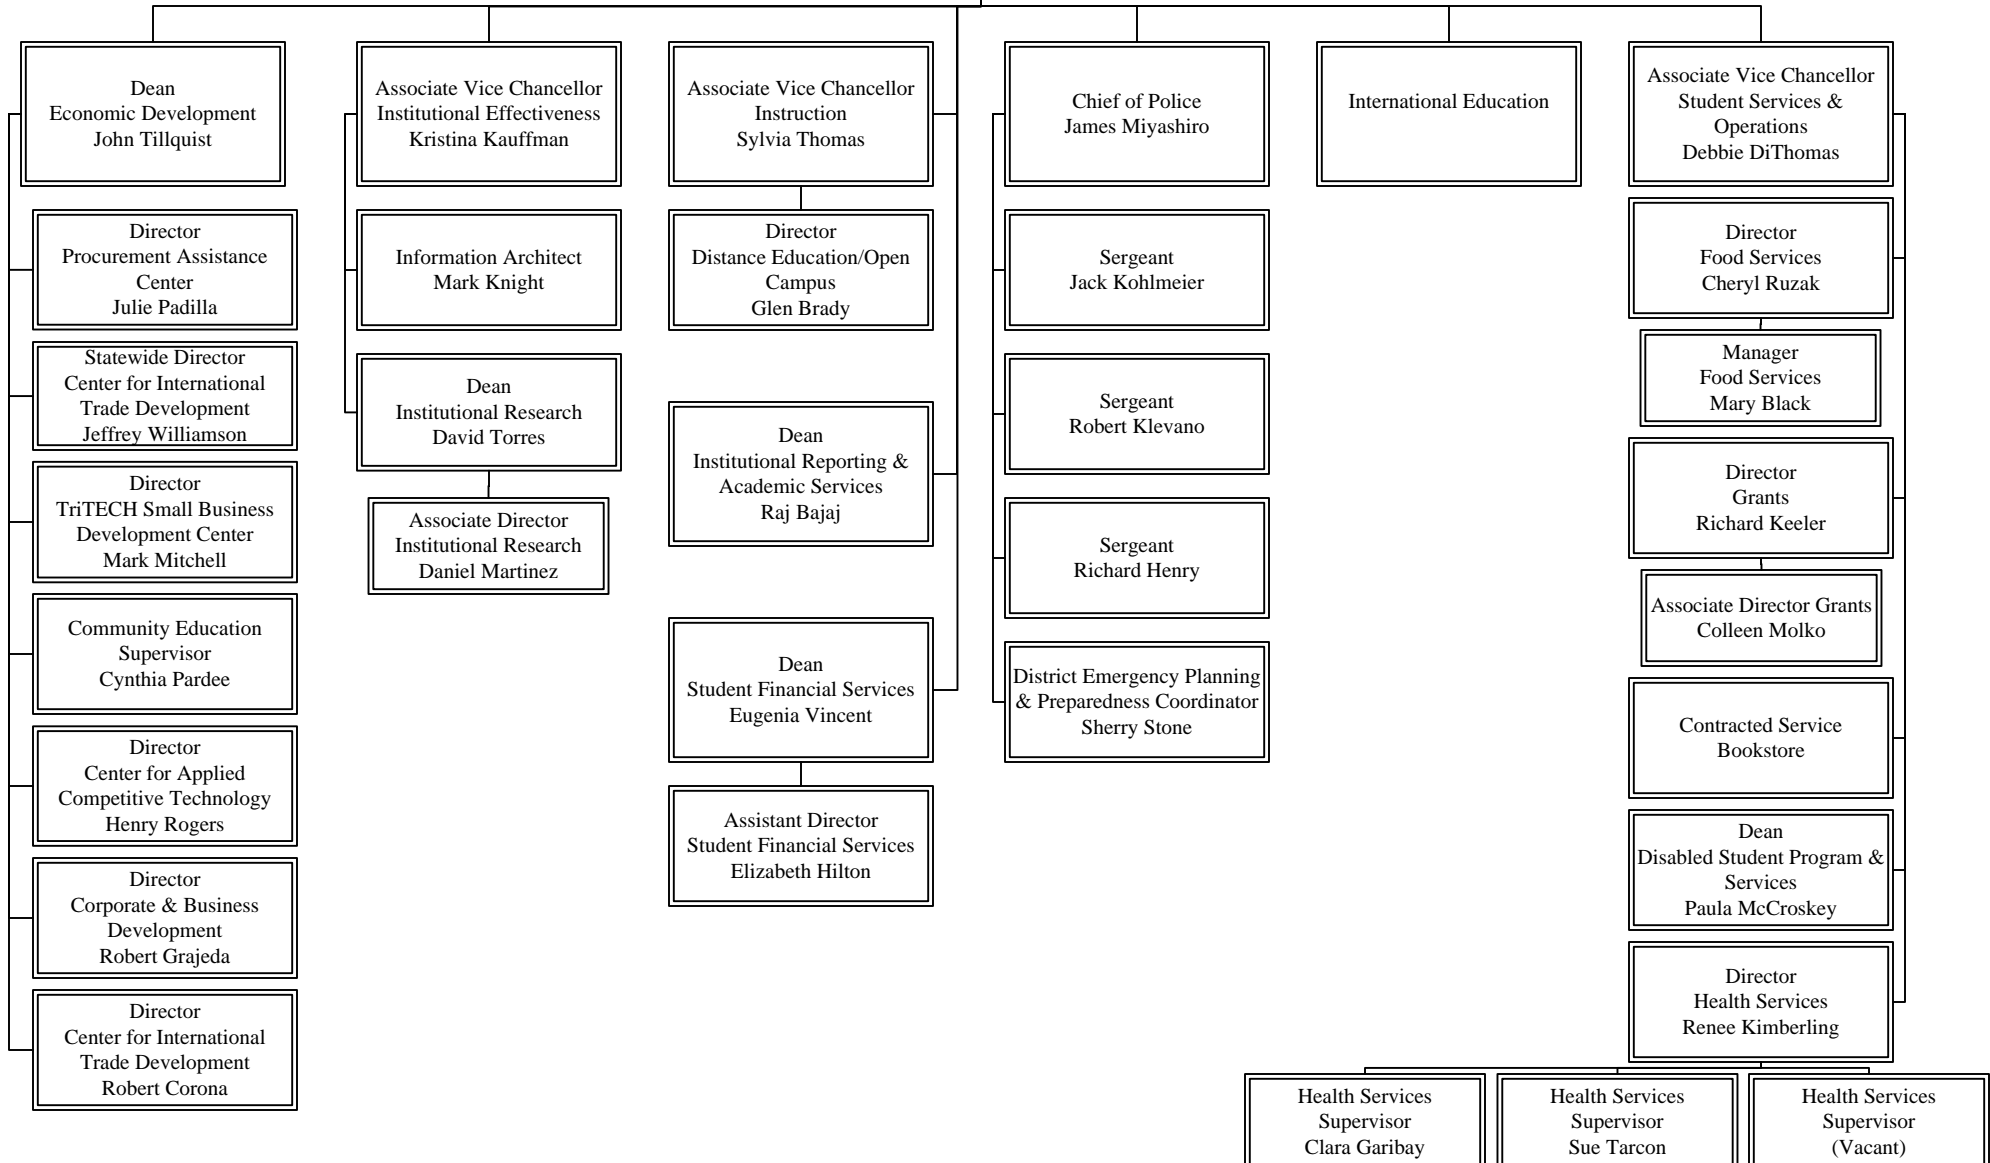 Dean
Economic Development
John Tillquist
Director
Procurement Assistance
Center
Julie Padilla
Statewide Director
Center for International
Trade Development
Jeffrey Williamson
Director
TriTECH Small Business
Development Center
Mark Mitchell
Community Education
Supervisor
Cynthia Pardee
Director
Center for Applied
Competitive Technology
Henry Rogers
Director
Corporate & Business
Development
Robert Grajeda
Director
Center for International
Trade Development
Robert Corona
Associate Vice Chancellor
Institutional Effectiveness
Kristina Kauffman
Information Architect
Mark Knight
Dean
Institutional Research
David Torres
Associate Director
Institutional Research
Daniel Martinez
Associate Vice Chancellor
Instruction
Sylvia Thomas
Director
Distance Education/Open
Campus
Glen Brady
Dean
Institutional Reporting &
Academic Services
Raj Bajaj
Dean
Student Financial Services
Eugenia Vincent
Assistant Director
Student Financial Services
Elizabeth Hilton
Chief of Police
James Miyashiro
Sergeant
Jack Kohlmeier
Sergeant
Robert Klevano
Sergeant
Richard Henry
District Emergency Planning
& Preparedness Coordinator
Sherry Stone
International Education
Associate Vice Chancellor
Student Services &
Operations
Debbie DiThomas
Director
Food Services
Cheryl Ruzak
Manager
Food Services
Mary Black
Director
Grants
Richard Keeler
Associate Director Grants
Colleen Molko
Contracted Service
Bookstore
Dean
Disabled Student Program &
Services
Paula McCroskey
Director
Health Services
Renee Kimberling
Health Services
Supervisor
Clara Garibay
Health Services
Supervisor
Sue Tarcon
Health Services
Supervisor
(Vacant)